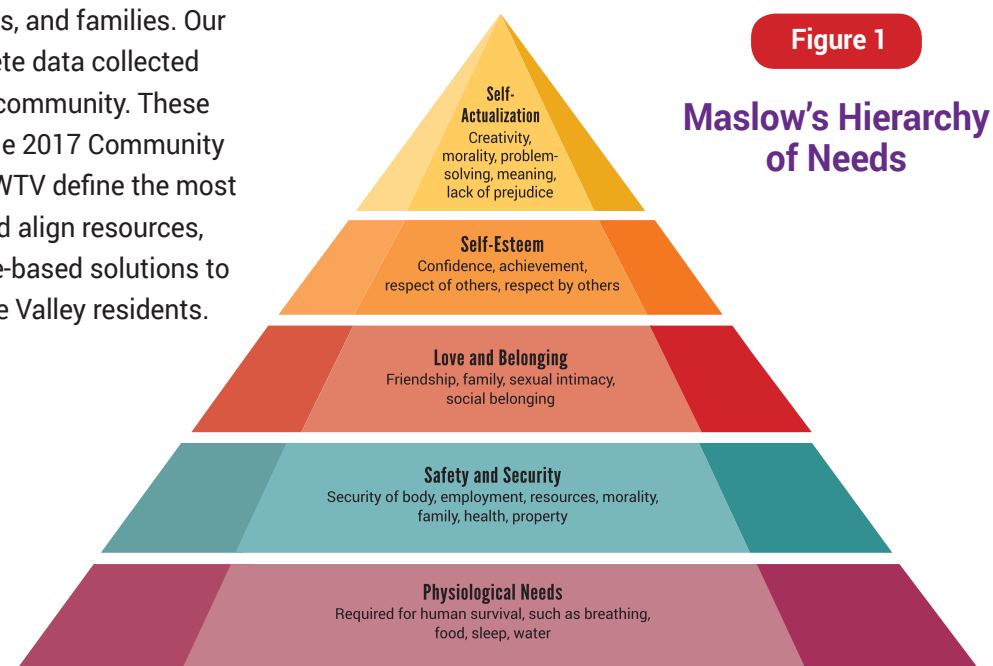 s, and families. Our
ete data collected
community. These
e 2017 Community
WTV define the most
d align resources,
e-based solutions to
e Valley residents.
Figure 1
Maslow’s Hierarchy
of Needs
Self-
Actualization
Creativity,
morality, problem-
solving, meaning,
lack of prejudice
Self-Esteem
Confidence, achievement,
respect of others, respect by others
Love and Belonging
Friendship, family, sexual intimacy,
social belonging
Safety and Security
Security of body, employment, resources, morality,
family, health, property
Physiological Needs
Required for human survival, such as breathing,
food, sleep, water